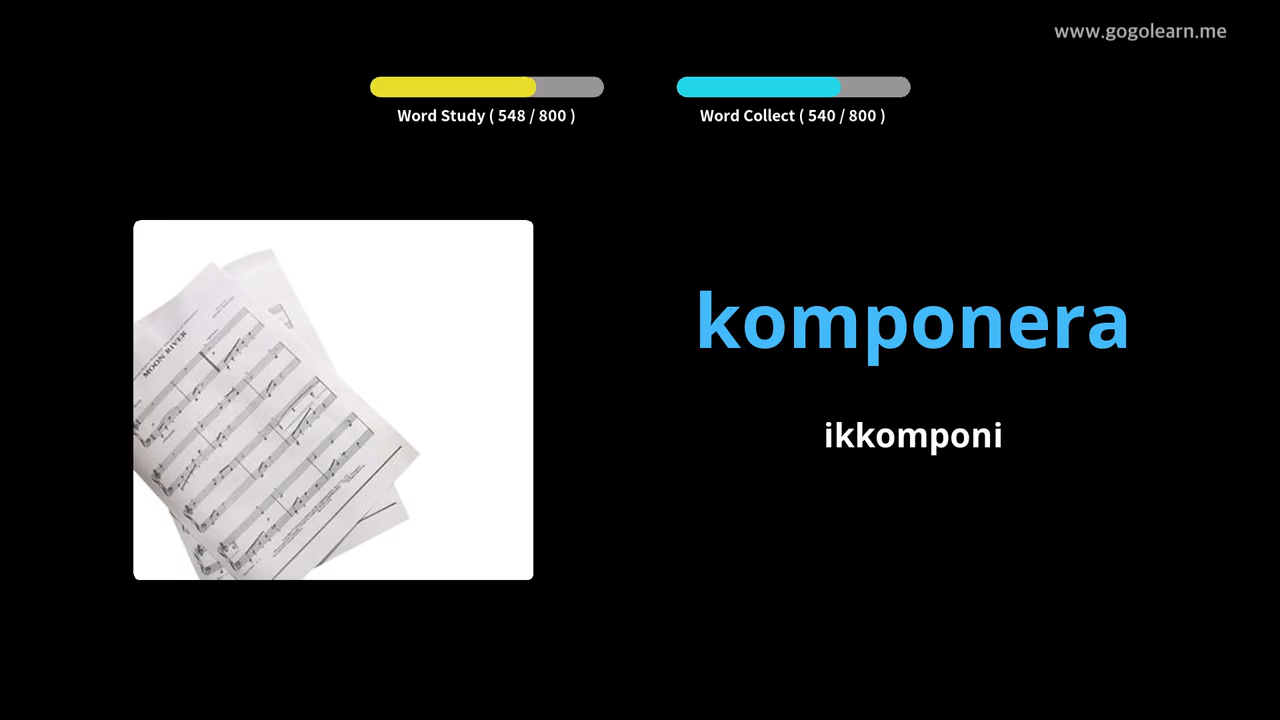 www.gogolearn.me
Word Study ( 548 / 800 )
Word Collect ( 540 / 800 )
MOON RIVER
komponera
ikkomponi